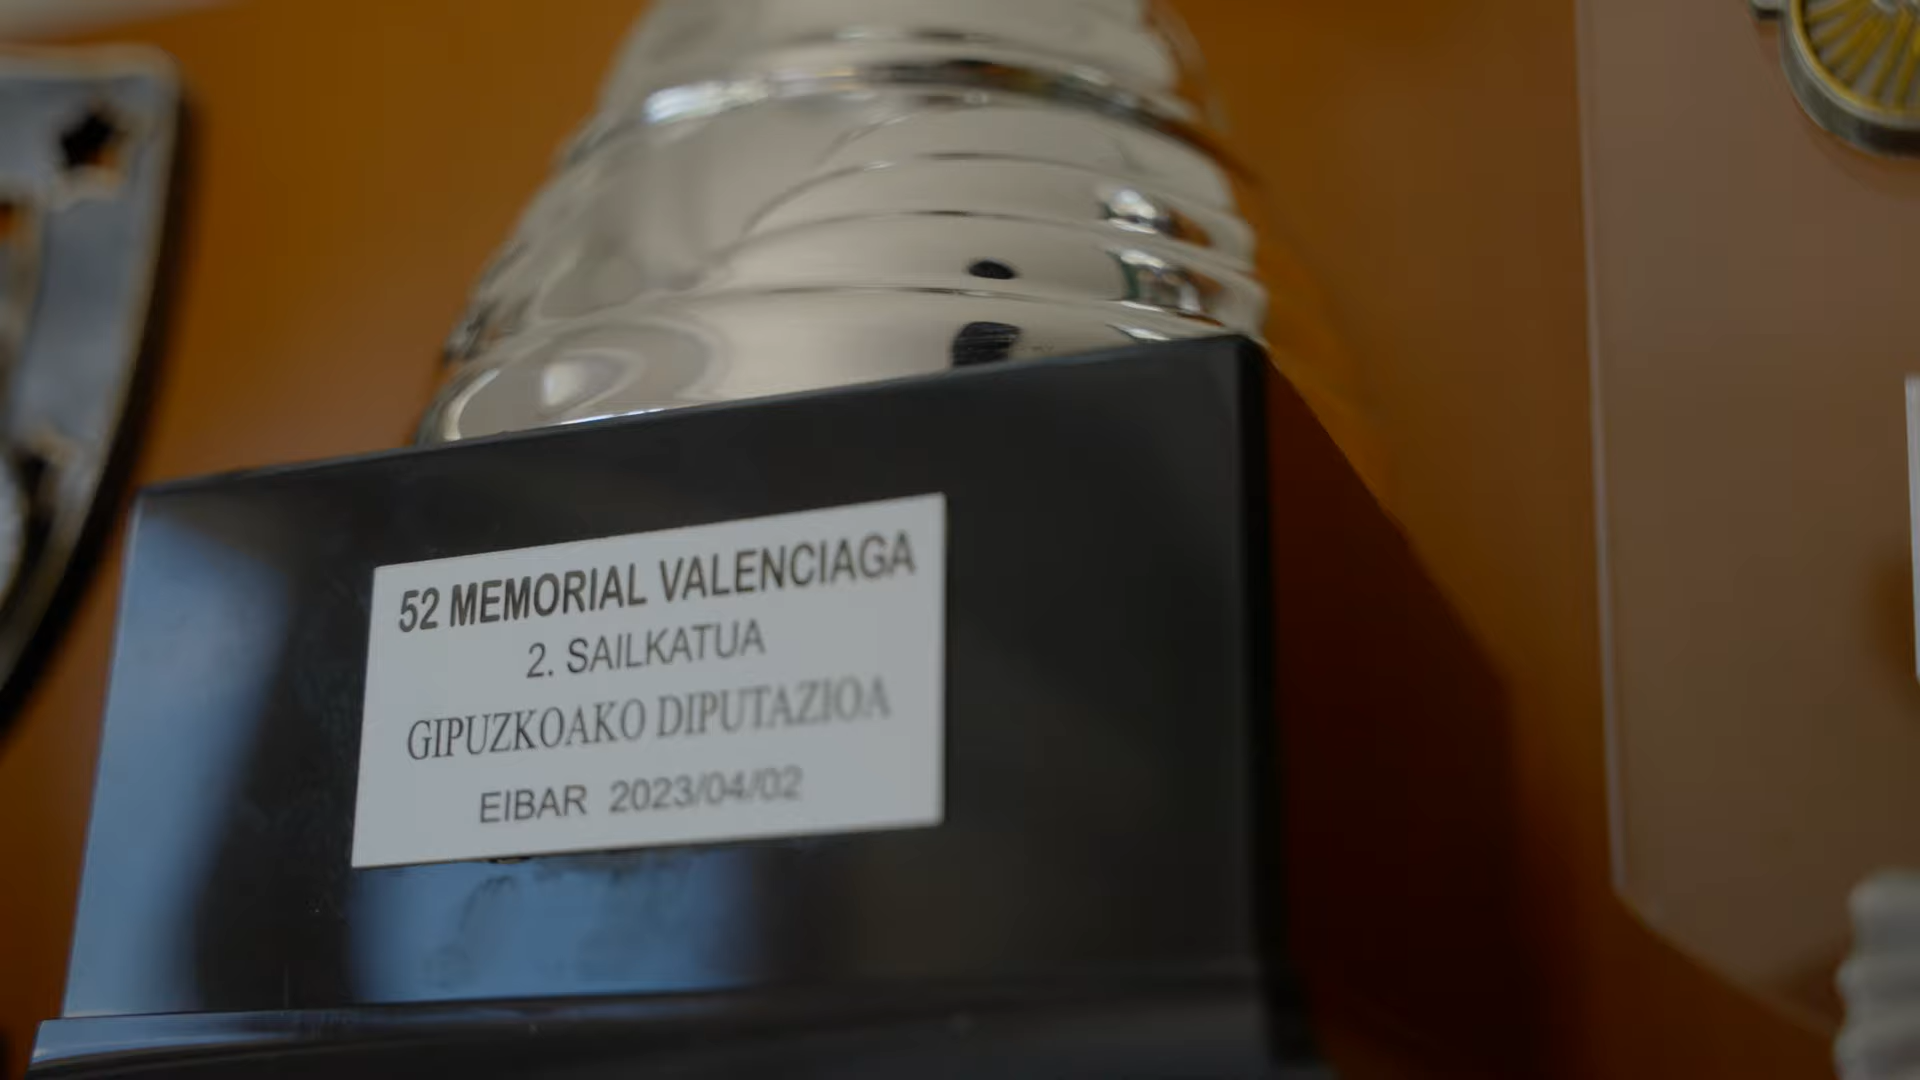 52 MEMORIAL VALENCIAGA
2. SAILKATUA
GIPUZKOAKO DIPUTAZIOA
EIBAR 2023/04/02